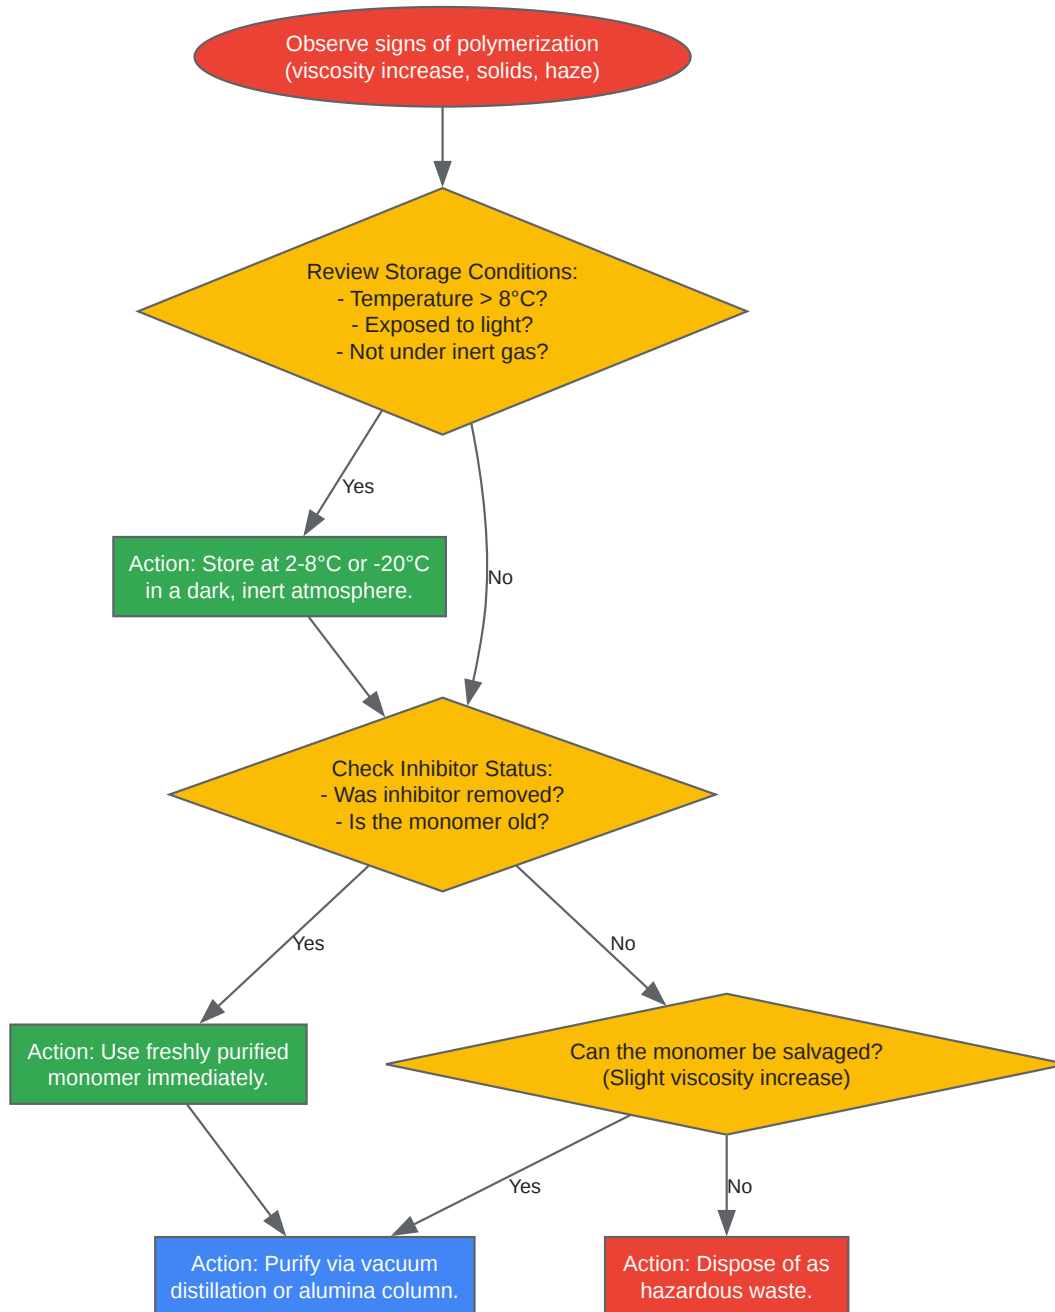 Observe signs of polymerization
(viscosity increase, solids, haze)
Review Storage Conditions:
- Temperature > 8°C?
- Exposed to light?
- Not under inert gas?
Yes
Action: Store at 2-8°C or -20°C
in a dark, inert atmosphere.
No
Check Inhibitor Status:
- Was inhibitor removed?
- Is the monomer old?
Yes
No
Action: Use freshly purified
monomer immediately.
Can the monomer be salvaged?
(Slight viscosity increase)
Yes
No
Action: Purify via vacuum
distillation or alumina column.
Action: Dispose of as
hazardous waste.